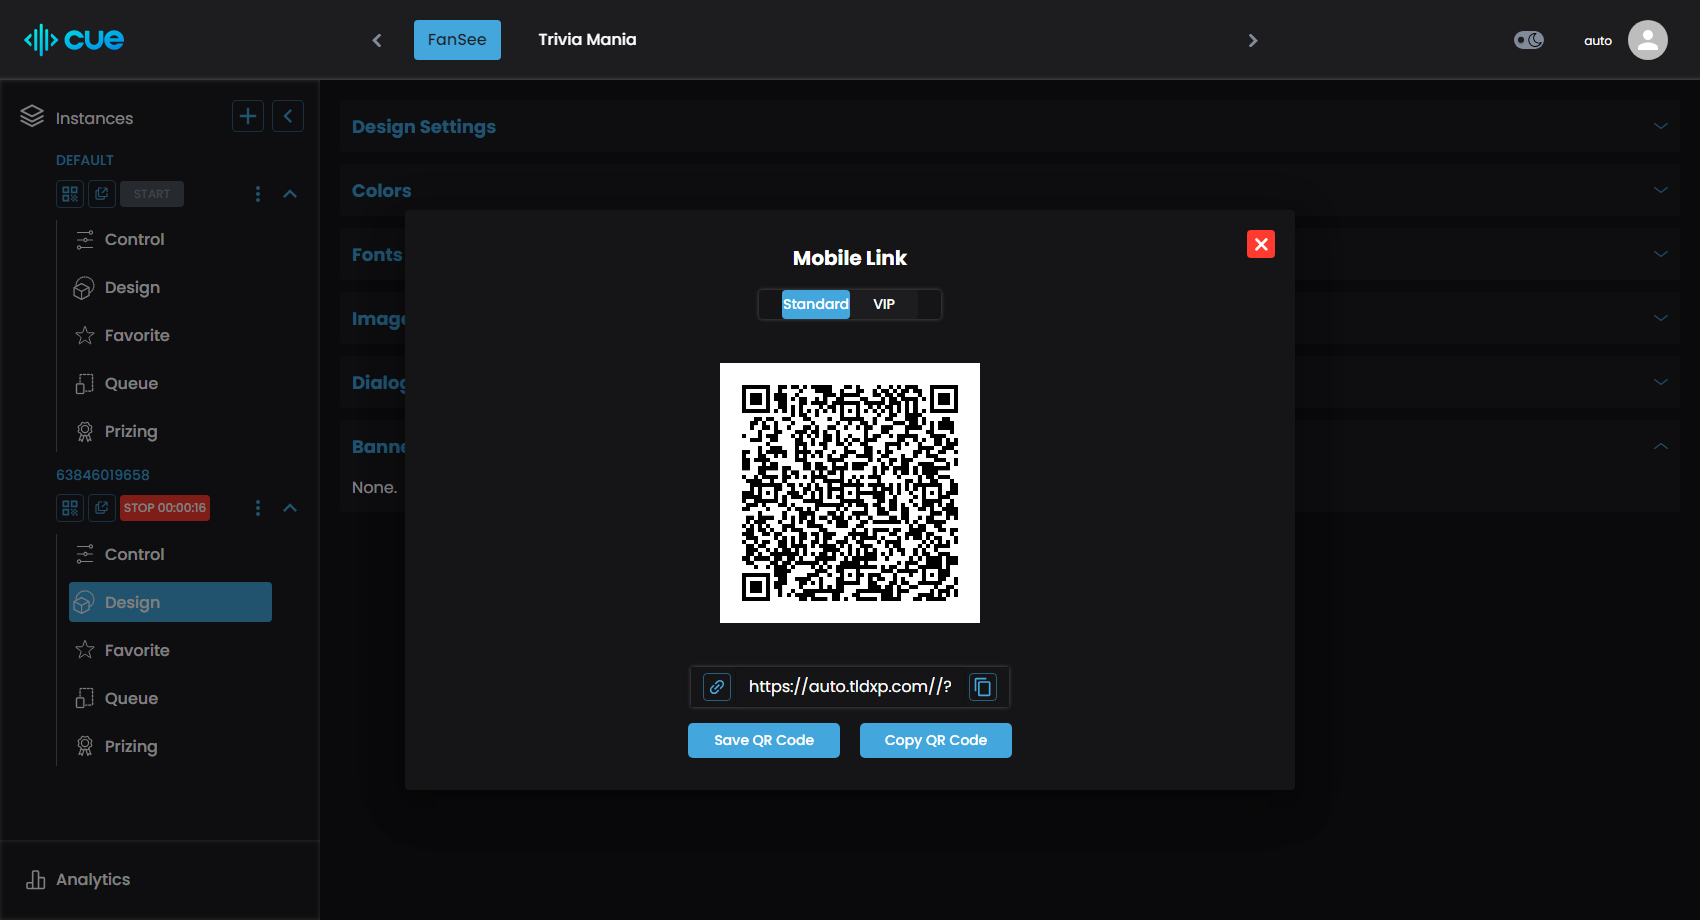 cue
FanSee
Trivia Mania
auto
Instances
DEFAULT
START
Control
Design
Favorite
Queue
Prizing
63846019658
STOP 00:00:16
Control
Design
Favorite
Queue
Prizing
Analytics
Design Settings
Colors
Fonts
Image
Dialog
Banne
None.
Mobile Link
Standard
VIP
https://auto.tldxp.com//?
Save QR Code
Copy QR Code